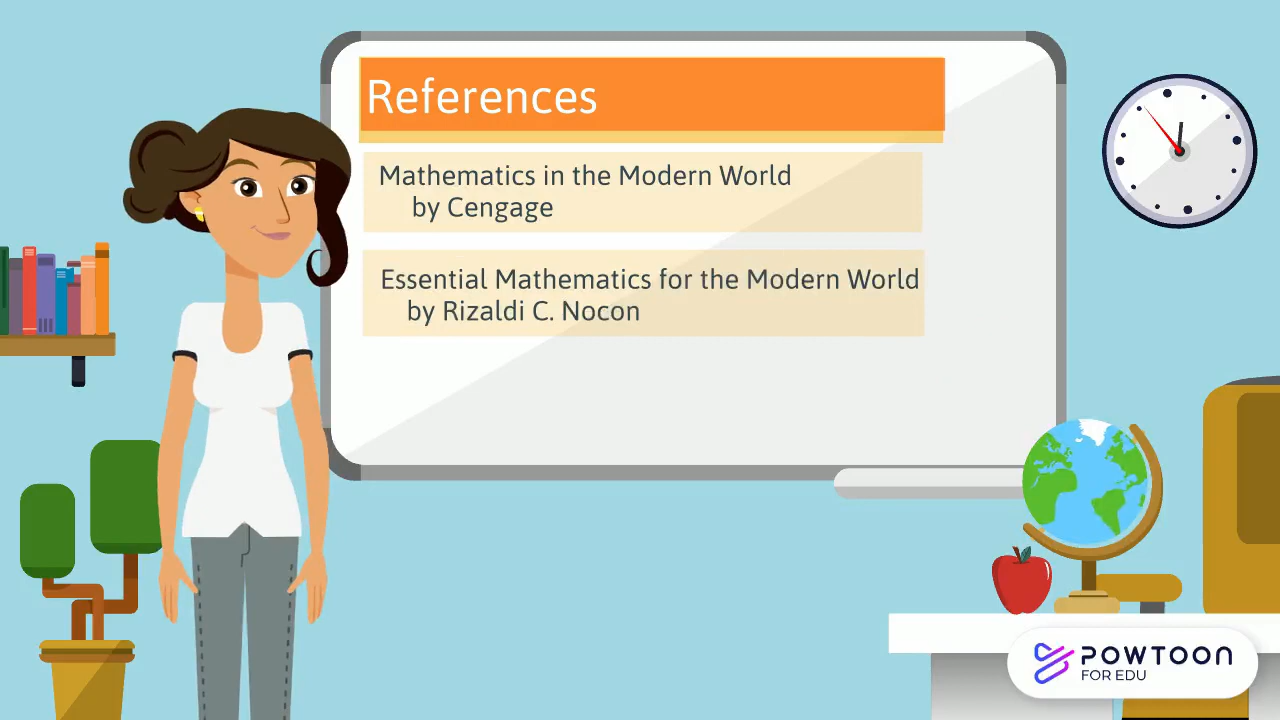 References
Mathematics in the Modern World
by Cengage
Essential Mathematics for the Modern World
by Rizaldi C. Nocon
POWTOON
FOR EDU